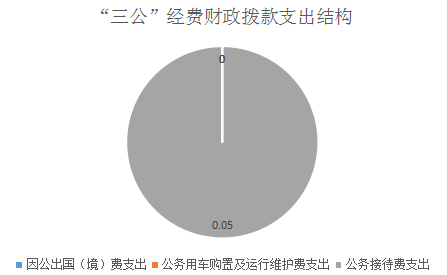 “三公”经费财政拨款支出结构
0
0.05
因公出国（境）费支出 公务用车购置及运行维护费支出 公务接待费支出